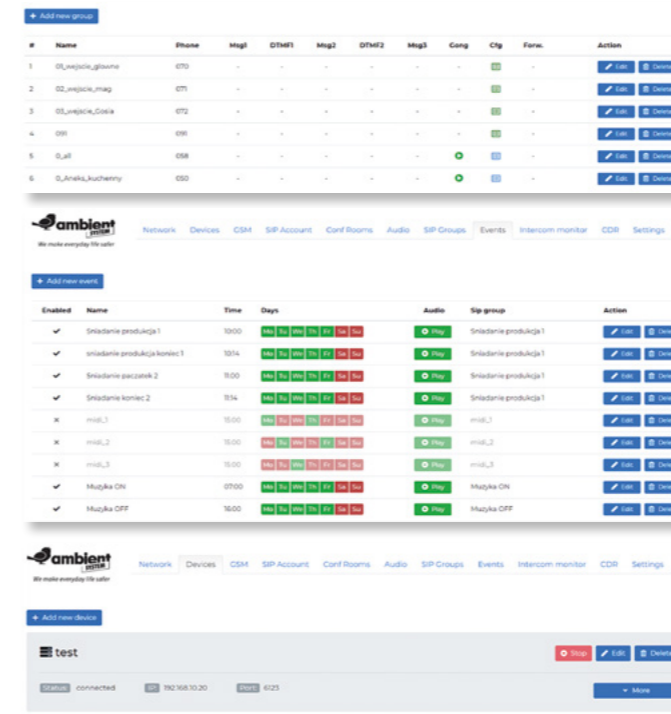 + Add new group
# Name Phone Msg1 DTMF1 Msg2 DTMF2 Msg3 Gong Cfg Forw. Action
1 01_wejscie_glowne 070 - - - - - - - Edit Delete
2 02_wejscie_mag 071 - - - - - - - Edit Delete
3 03_wejscie_Gosia 072 - - - - - - - Edit Delete
4 091 091 - - - - - - - Edit Delete
5 0_all 058 - - - - - - Edit Delete
6 0_Aneks_kuchenny 050 - - - - - - Edit Delete
ambient SYSTEM
We make everyday life safer
Network Devices GSM SIP Account Conf Rooms Audio SIP Groups Events Intercom monitor CDR Settings
+ Add new event
Enabled Name Time Days Audio Sip group Action
Sniadanie produkcja 1 10:00 Mo Tu We Th Fr Sa Su Play Sniadanie produkcja 1 Edit Dele
sniadanie produkcja koniec 1 10:14 Mo Tu We Th Fr Sa Su Play Sniadanie produkcja 1 Edit Dele
Sniadanie paczatek 2 11:00 Mo Tu We Th Fr Sa Su Play Sniadanie produkcja 1 Edit Dele
Sniadanie koniec 2 11:14 Mo Tu We Th Fr Sa Su Play Sniadanie produkcja 1 Edit Dele
midi_1 15:00 Mo Tu We Th Fr Sa Su Play midi_1 Edit Dele
midi_2 15:00 Mo Tu We Th Fr Sa Su Play midi_2 Edit Dele
midi_3 15:00 Mo Tu We Th Fr Sa Su Play midi_3 Edit Dele
Muzyka ON 07:00 Mo Tu We Th Fr Sa Su Play Muzyka ON Edit Dele
Muzyka OFF 16:00 Mo Tu We Th Fr Sa Su Play Muzyka OFF Edit Dele
ambient SYSTEM
We make everyday life safer
Network Devices GSM SIP Account Conf Rooms Audio SIP Groups Events Intercom monitor CDR Settings
+ Add new device
test Stop Edit Delete
Status connected IP 192.168.10.20 Port 6123 More